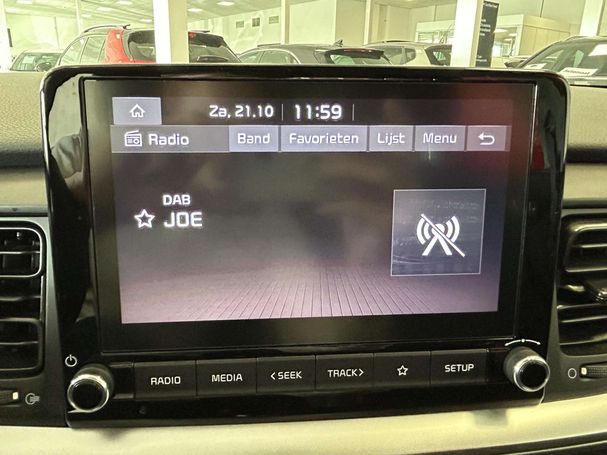 Za, 21.10 11:59
Radio Band Favorieten Lijst Menu
DAB
JOE
RADIO MEDIA <SEEK TRACK> SETUP